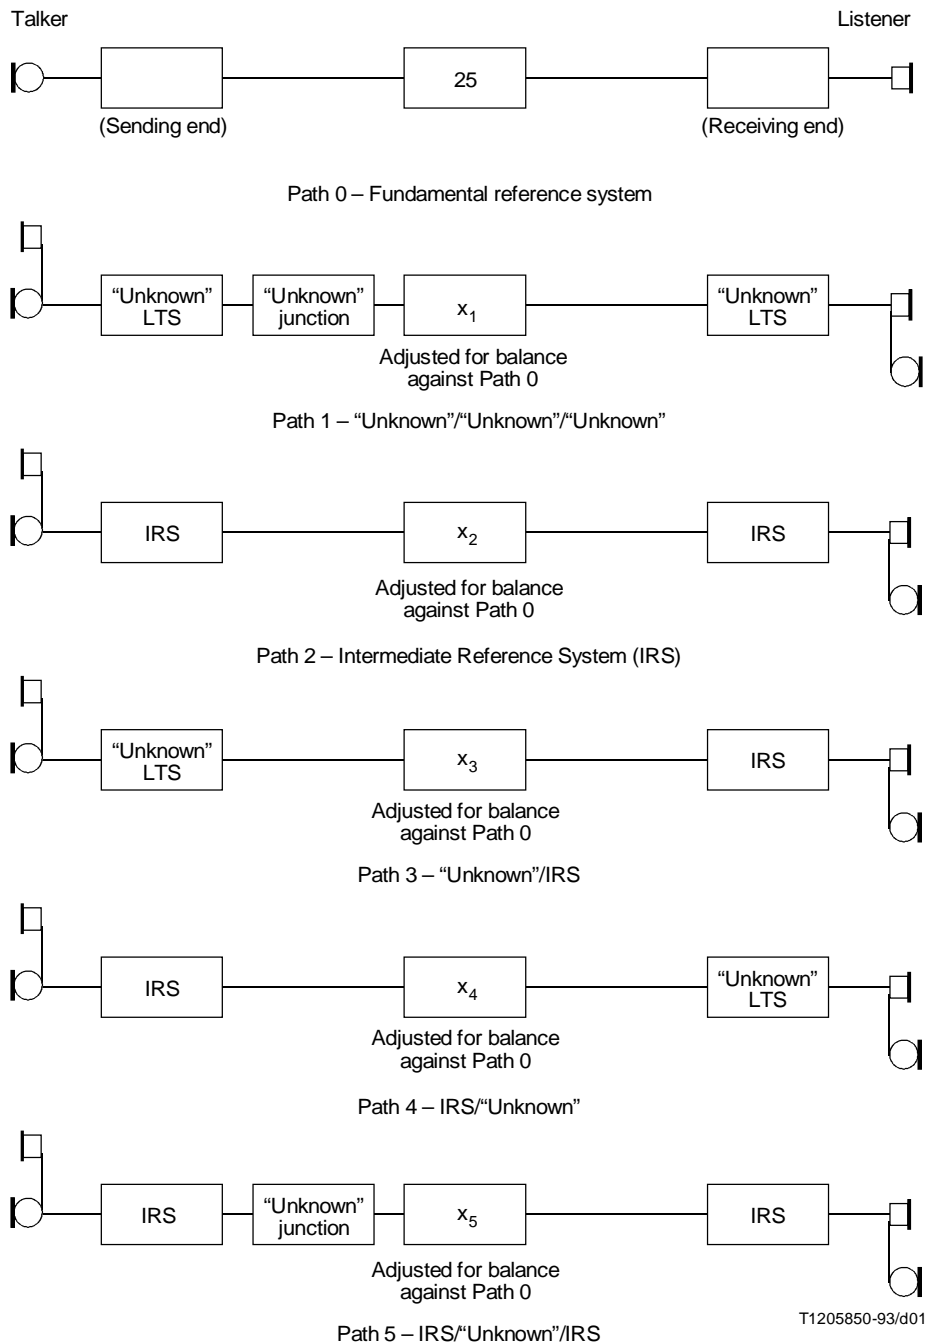 Talker
Listener
25
(Sending end)
(Receiving end)
Path 0 – Fundamental reference system
“Unknown”
LTS
“Unknown”
junction
x1
“Unknown”
LTS
Adjusted for balance
against Path 0
Path 1 – “Unknown”/“Unknown”/“Unknown”
IRS
x2
IRS
Adjusted for balance
against Path 0
Path 2 – Intermediate Reference System (IRS)
“Unknown”
LTS
x3
IRS
Adjusted for balance
against Path 0
Path 3 – “Unknown”/IRS
IRS
x4
“Unknown”
LTS
Adjusted for balance
against Path 0
Path 4 – IRS/“Unknown”
IRS
“Unknown”
junction
x5
IRS
Adjusted for balance
against Path 0
T1205850-93/d01
Path 5 – IRS/“Unknown”/IRS